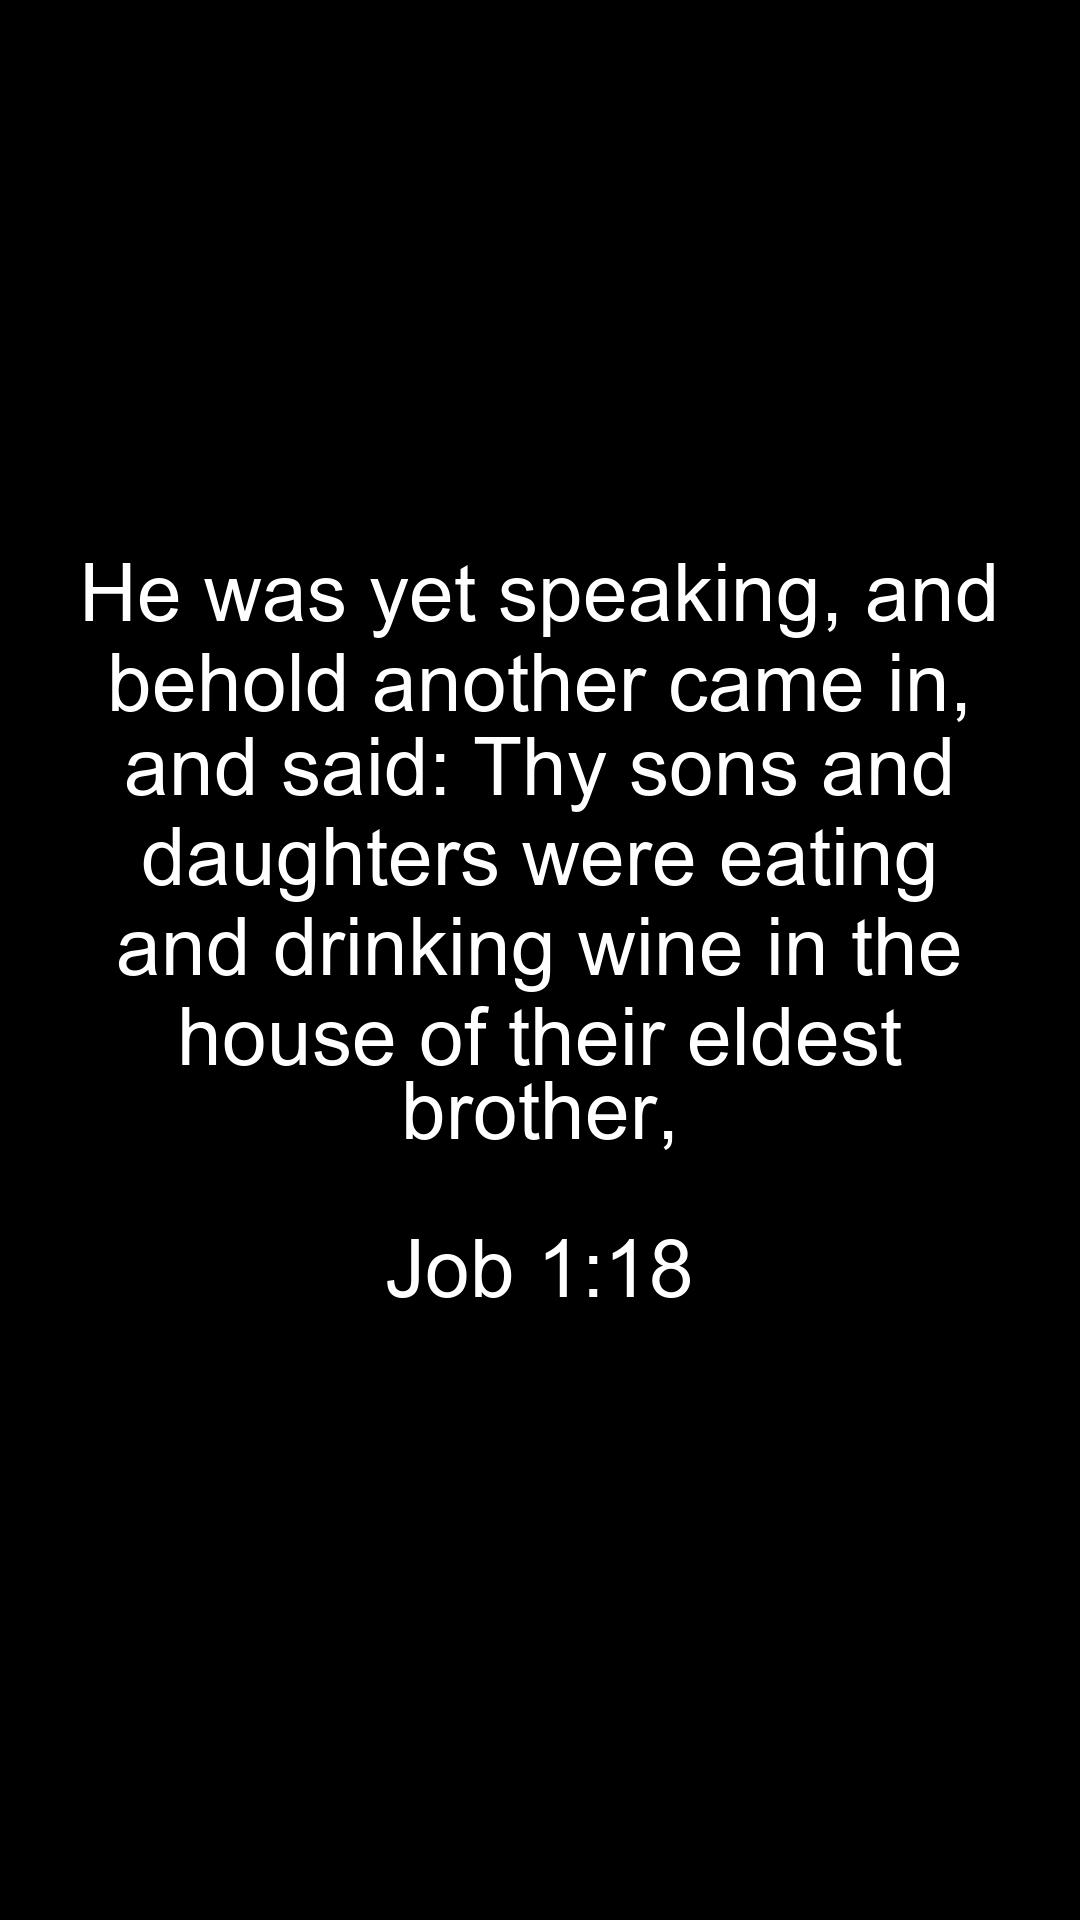 He was yet speaking, and
behold another came in,
and said: Thy sons and
daughters were eating
and drinking wine in the
house of their eldest
brother,
Job 1:18